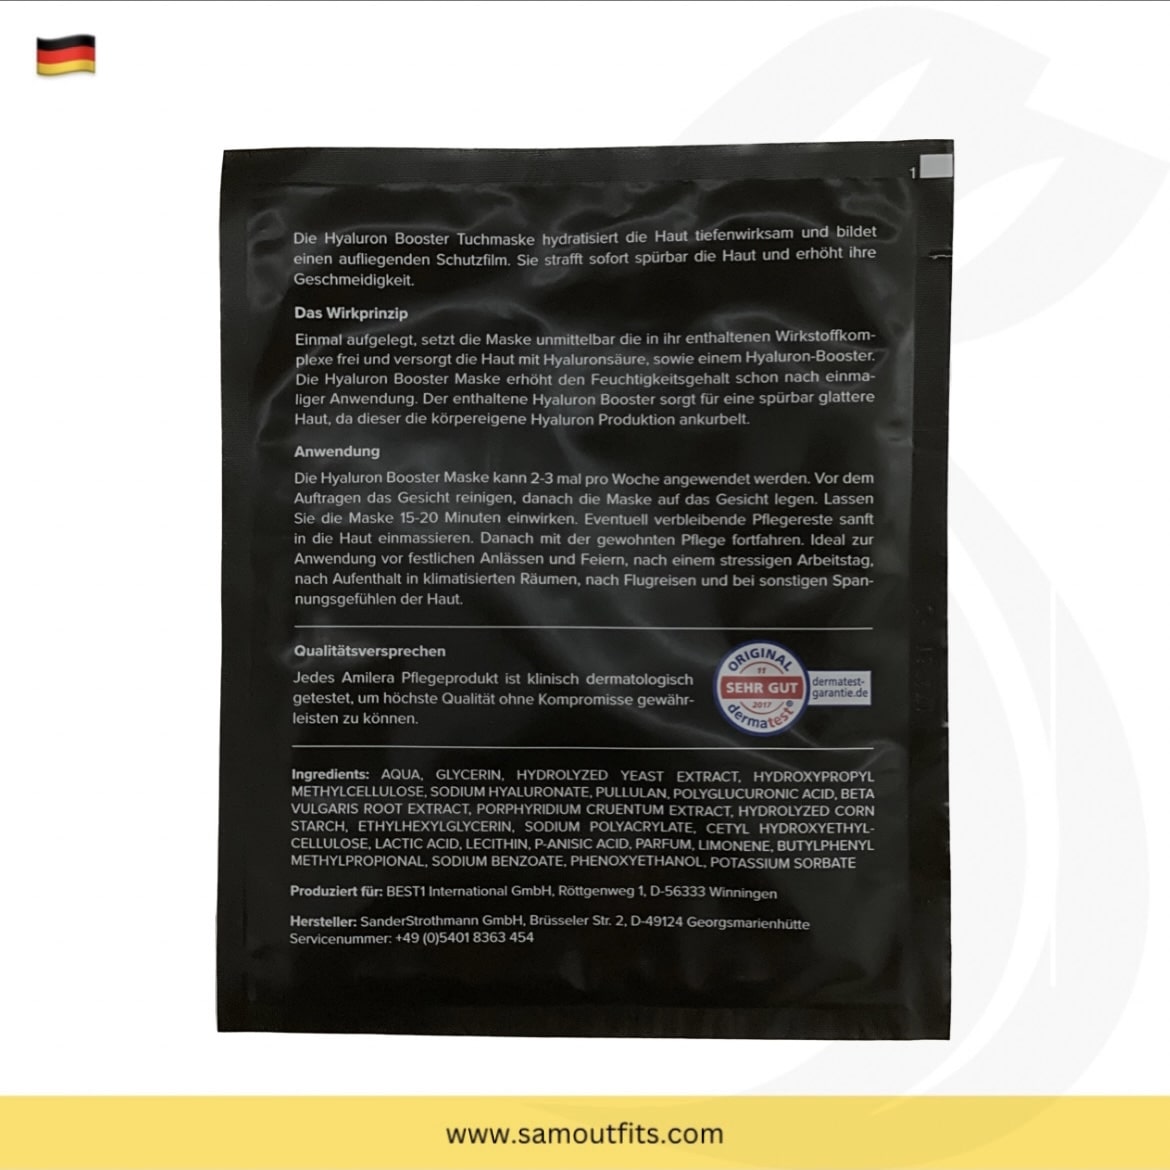 1
Die Hyaluron Booster Tuchmaske hydratisiert die Haut tiefenwirksam und bildet
einen aufliegenden Schutzfilm. Sie strafft sofort spürbar die Haut und erhöht ihre
Geschmeidigkeit.
Das Wirkprinzip
Einmal aufgelegt, setzt die Maske unmittelbar die in ihr enthaltenen Wirkstoffkom-
plexe frei und versorgt die Haut mit Hyaluronsäure, sowie einem Hyaluron-Booster.
Die Hyaluron Booster Maske erhöht den Feuchtigkeitsgehalt schon nach einma-
liger Anwendung. Der enthaltene Hyaluron Booster sorgt für eine spürbar glattere
Haut, da dieser die körpereigene Hyaluron Produktion ankurbelt.
Anwendung
Die Hyaluron Booster Maske kann 2-3 mal pro Woche angewendet werden. Vor dem
Auftragen das Gesicht reinigen, danach die Maske auf das Gesicht legen. Lassen
Sie die Maske 15-20 Minuten einwirken. Eventuell verbleibende Pflegereste sanft
in die Haut einmassieren. Danach mit der gewohnten Pflege fortfahren. Ideal zur
Anwendung vor festlichen Anlässen und Feiern, nach einem stressigen Arbeitstag,
nach Aufenthalt in klimatisierten Räumen, nach Flugreisen und bei sonstigen Span-
nungsgefühlen der Haut.
Qualitätsversprechen
Jedes Amilera Pflegeprodukt ist klinisch dermatologisch
getestet, um höchste Qualität ohne Kompromisse gewähr-
leisten zu können.
ORIGINAL
11
SEHR GUT
2017
dermatest®
dermatest-
garantie.de
Ingredients: AQUA, GLYCERIN, HYDROLYZED YEAST EXTRACT, HYDROXYPROPYL
METHYLCELLULOSE, SODIUM HYALURONATE, PULLULAN, POLYGLUCURONIC ACID, BETA
VULGARIS ROOT EXTRACT, PORPHYRIDIUM CRUENTUM EXTRACT, HYDROLYZED CORN
STARCH, ETHYLHEXYLGLYCERIN, SODIUM POLYACRYLATE, CETYL HYDROXYETHYL-
CELLULOSE, LACTIC ACID, LECITHIN, P-ANISIC ACID, PARFUM, LIMONENE, BUTYLPHENYL
METHYLPROPIONAL, SODIUM BENZOATE, PHENOXYETHANOL, POTASSIUM SORBATE
Produziert für: BEST1 International GmbH, Röttgenweg 1, D-56333 Winningen
Hersteller: SanderStrothmann GmbH, Brüsseler Str. 2, D-49124 Georgsmarienhütte
Servicenummer: +49 (0)5401 8363 454
www.samoutfits.com